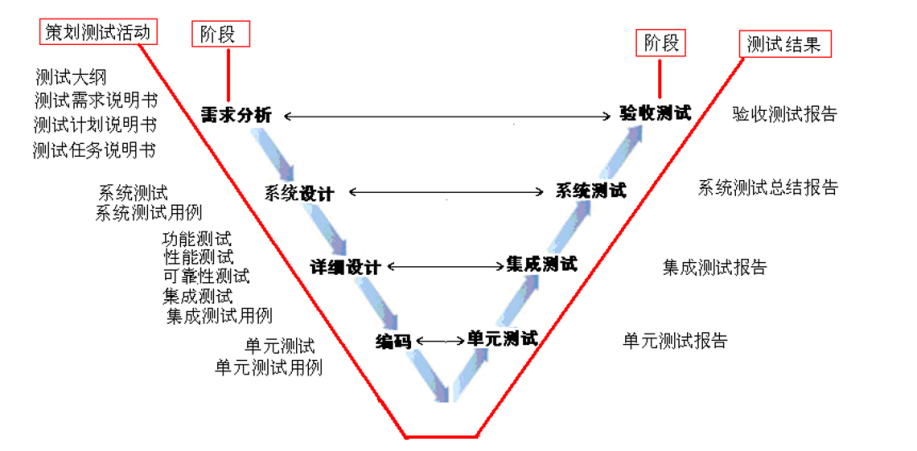 策划测试活动
阶段
阶段
测试结果
测试大纲
测试需求说明书
测试计划说明书
测试任务说明书
需求分析
验收测试
验收测试报告
系统测试
系统测试用例
系统设计
系统测试
系统测试总结报告
功能测试
性能测试
可靠性测试
集成测试
集成测试用例
详细设计
集成测试
集成测试报告
单元测试
单元测试用例
编码
单元测试
单元测试报告